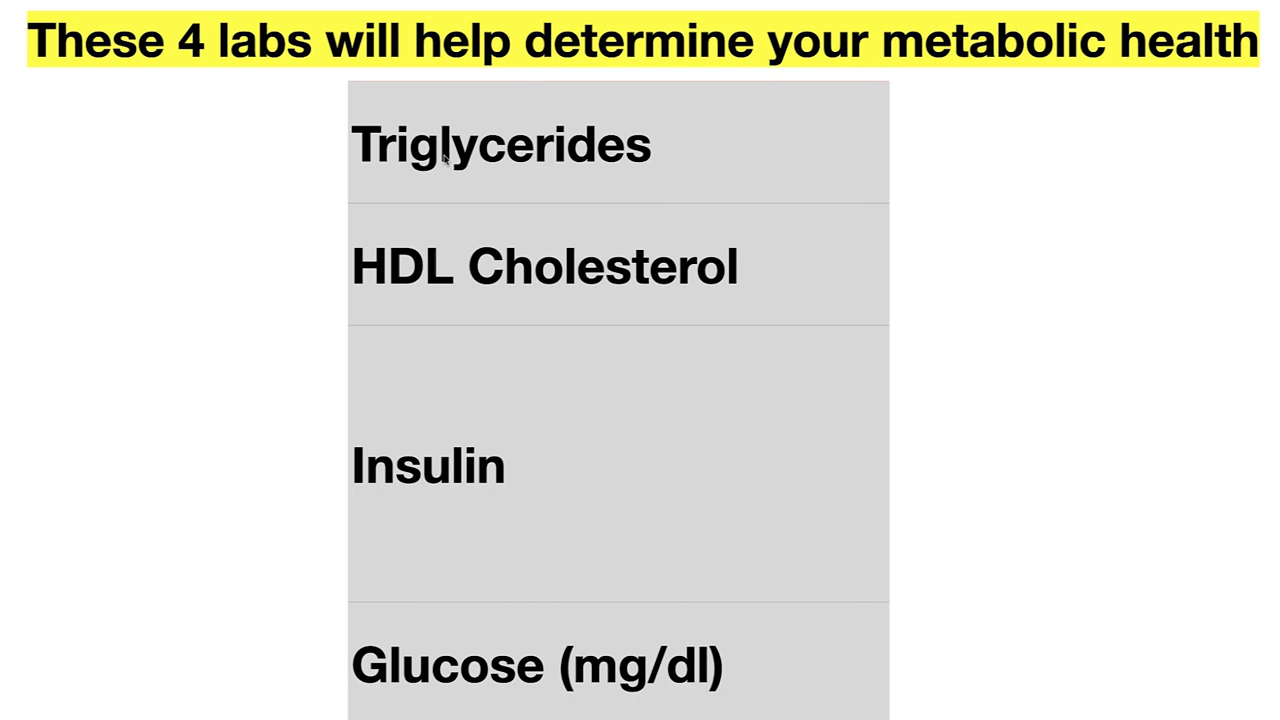 These 4 labs will help determine your metabolic health
Triglycerides
HDL Cholesterol
Insulin
Glucose (mg/dl)